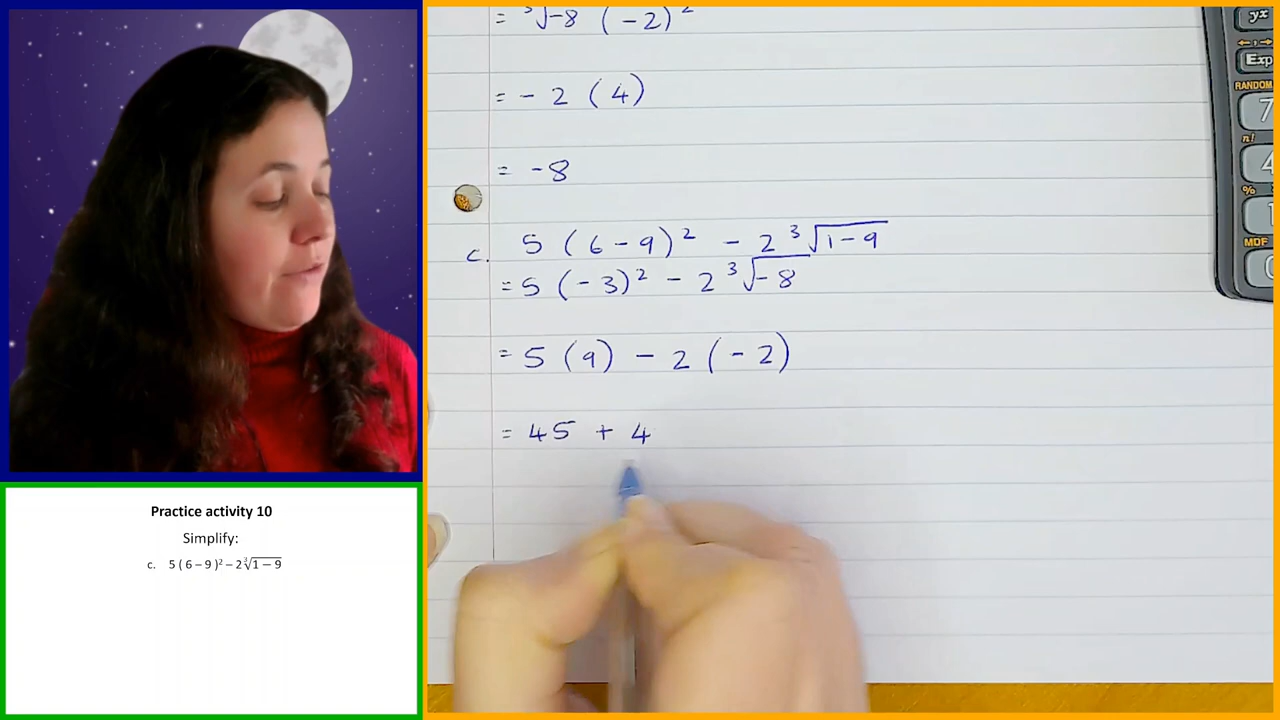 = ³√-8 (-2)²
= -2 (4)
= -8
c. 5 (6-9)² - 2 ³√1-9
= 5 (-3)² - 2 ³√-8
= 5 (9) - 2 (-2)
= 45 + 4
Practice activity 10
Simplify:
c. 5 ( 6 – 9 )² – 2 ∛1 – 9
yx
Exp
RANDOM
7
n!
4
%
1
MDF